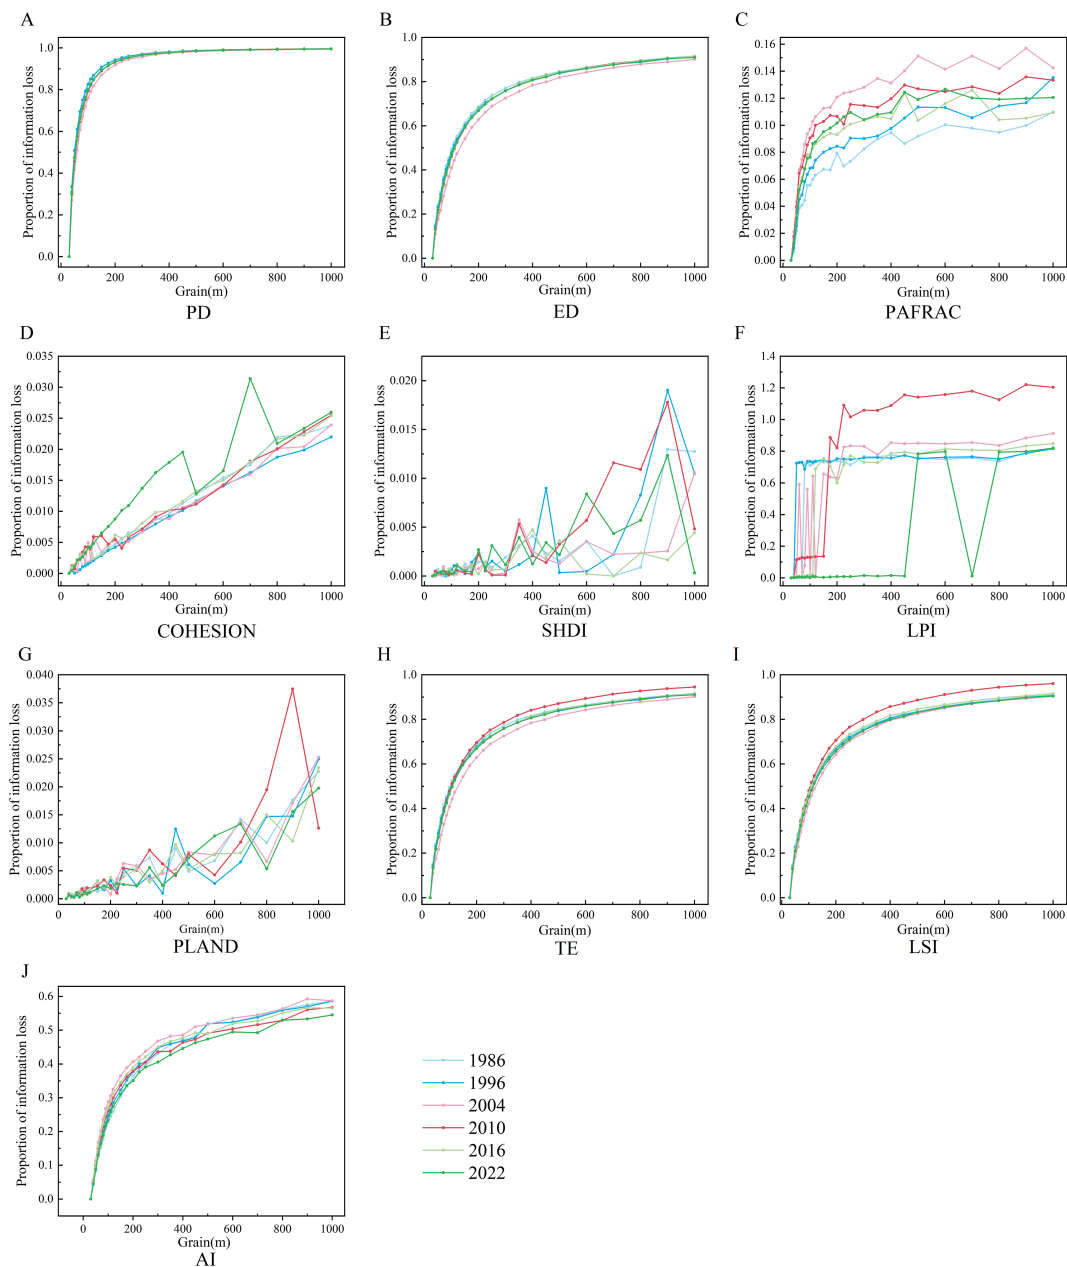 A
Proportion of information loss
1.0
0.8
0.6
0.4
0.2
0.0
0 200 400 600 800 1000
Grain(m)
PD
B
Proportion of information loss
1.0
0.8
0.6
0.4
0.2
0.0
0 200 400 600 800 1000
Grain(m)
ED
C
Proportion of information loss
0.16
0.14
0.12
0.10
0.08
0.06
0.04
0.02
0.00
0 200 400 600 800 1000
Grain(m)
PAFRAC
D
Proportion of information loss
0.035
0.030
0.025
0.020
0.015
0.010
0.005
0.000
0 200 400 600 800 1000
Grain(m)
COHESION
E
Proportion of information loss
0.020
0.015
0.010
0.005
0.000
0 200 400 600 800 1000
Grain(m)
SHDI
F
Proportion of information loss
1.4
1.2
1.0
0.8
0.6
0.4
0.2
0.0
0 200 400 600 800 1000
Grain(m)
LPI
G
Proportion of information loss
0.040
0.035
0.030
0.025
0.020
0.015
0.010
0.005
0.000
0 200 400 600 800 1000
Grain(m)
PLAND
H
Proportion of information loss
1.0
0.8
0.6
0.4
0.2
0.0
0 200 400 600 800 1000
Grain(m)
TE
I
Proportion of information loss
1.0
0.8
0.6
0.4
0.2
0.0
0 200 400 600 800 1000
Grain(m)
LSI
J
Proportion of information loss
0.6
0.5
0.4
0.3
0.2
0.1
0.0
0 200 400 600 800 1000
Grain(m)
AI
1986
1996
2004
2010
2016
2022